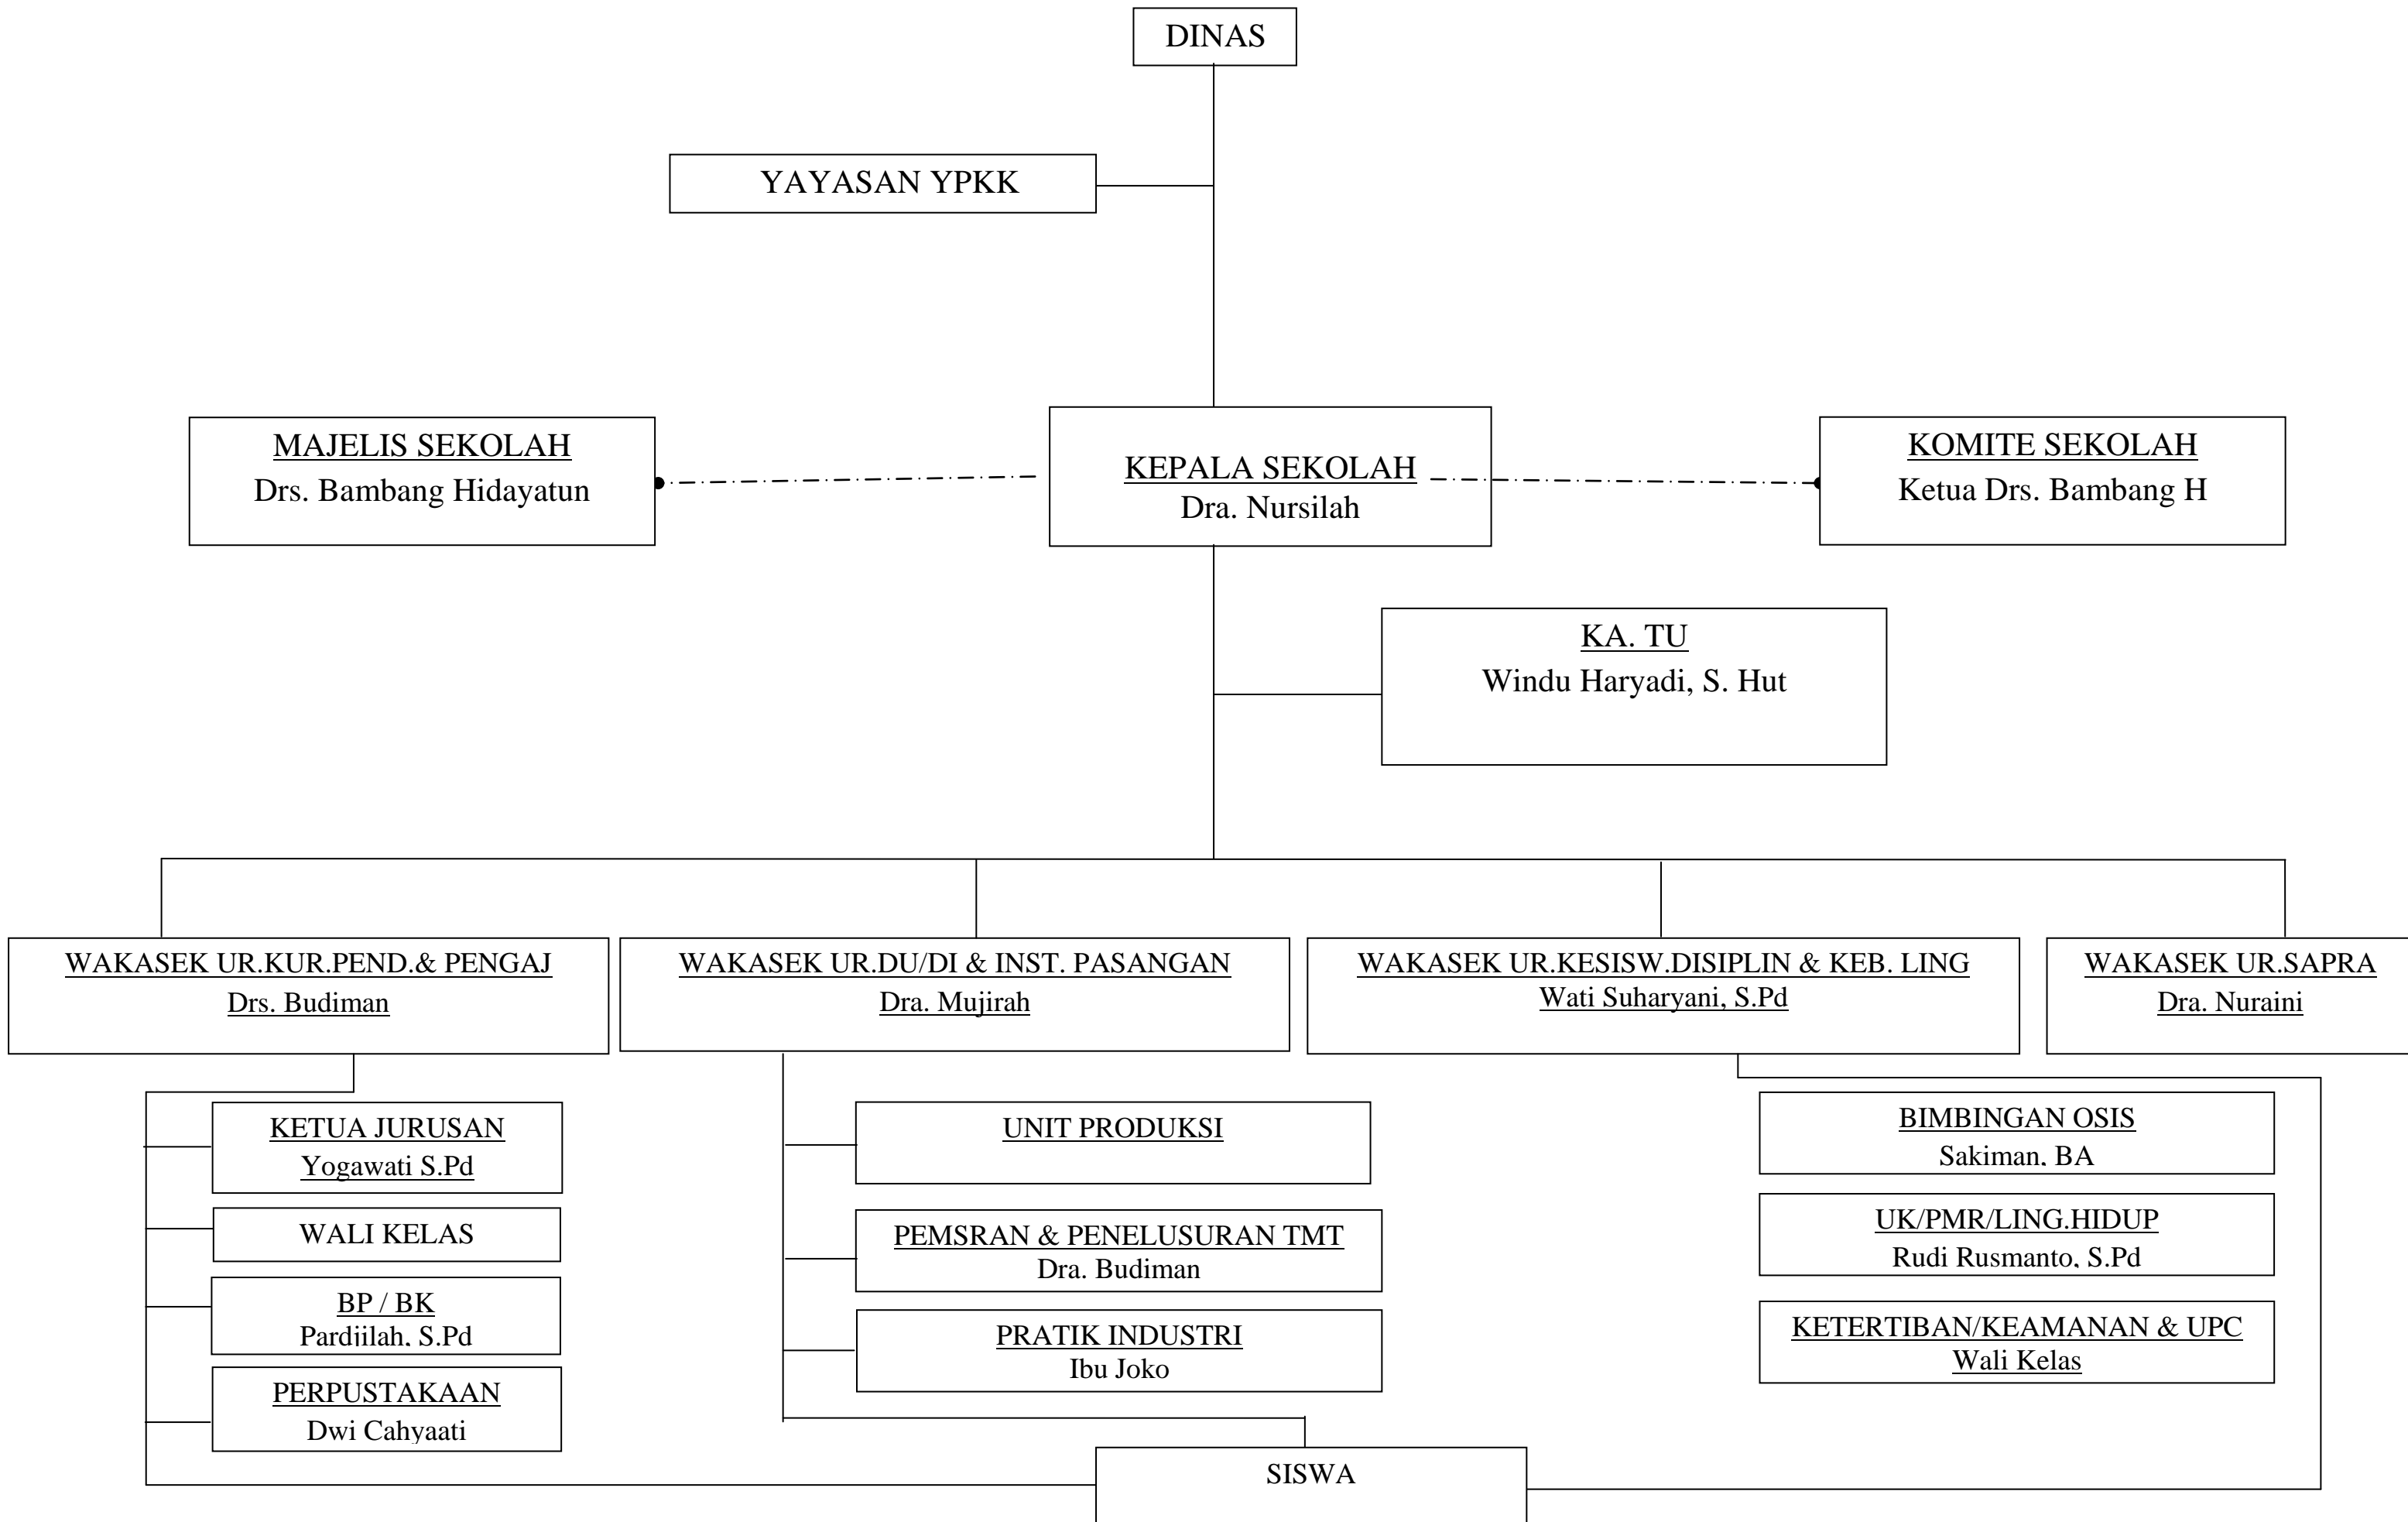 DINAS
YAYASAN YPKK
MAJELIS SEKOLAH
Drs. Bambang Hidayatun
KEPALA SEKOLAH
Dra. Nursilah
KOMITE SEKOLAH
Ketua Drs. Bambang H
KA. TU
Windu Haryadi, S. Hut
WAKASEK UR.KUR.PEND.& PENGAJ
Drs. Budiman
WAKASEK UR.DU/DI & INST. PASANGAN
Dra. Mujirah
WAKASEK UR.KESISW.DISIPLIN & KEB. LING
Wati Suharyani, S.Pd
WAKASEK UR.SAPRA
Dra. Nuraini
KETUA JURUSAN
Yogawati S.Pd
WALI KELAS
BP / BK
Pardjilah, S.Pd
PERPUSTAKAAN
Dwi Cahyaati
UNIT PRODUKSI
PEMSRAN & PENELUSURAN TMT
Dra. Budiman
PRATIK INDUSTRI
Ibu Joko
BIMBINGAN OSIS
Sakiman, BA
UK/PMR/LING.HIDUP
Rudi Rusmanto, S.Pd
KETERTIBAN/KEAMANAN & UPC
Wali Kelas
SISWA